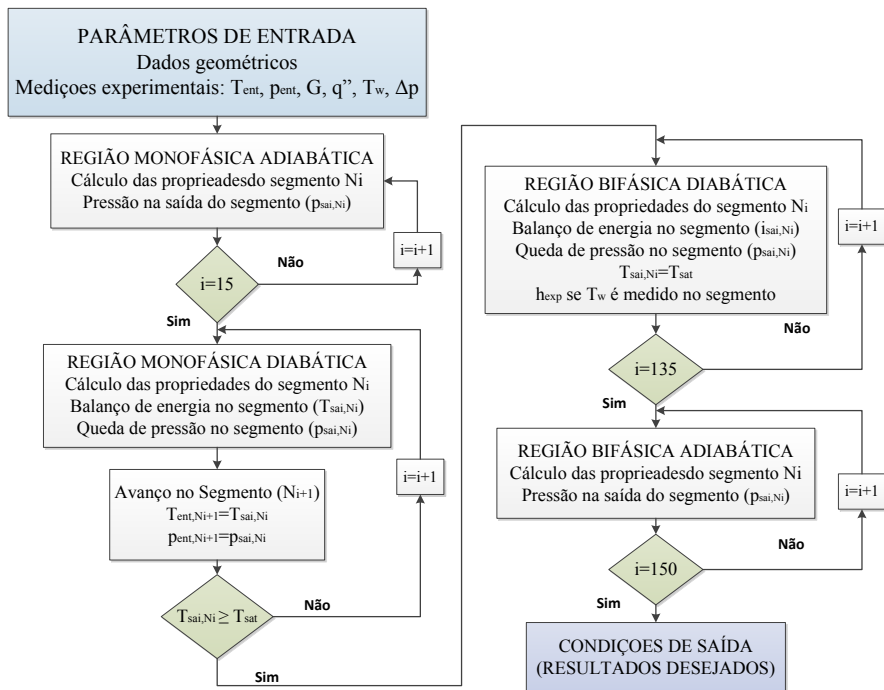 PARÂMETROS DE ENTRADA
Dados geométricos
Mediçoes experimentais: Tent, pent, G, q”, Tw, Δp
REGIÃO MONOFÁSICA ADIABÁTICA
Cálculo das proprieadesdo segmento Ni
Pressão na saída do segmento (psai,Ni)
i=i+1
i=15
Não
Sim
REGIÃO MONOFÁSICA DIABÁTICA
Cálculo das propriedades do segmento Ni
Balanço de energia no segmento (Tsai,Ni)
Queda de pressão no segmento (psai,Ni)
i=i+1
Avanço no Segmento (Ni+1)
Tent,Ni+1=Tsai,Ni
pent,Ni+1=psai,Ni
Tsai,Ni ≥ Tsat
Não
Sim
REGIÃO BIFÁSICA DIABÁTICA
Cálculo das propriedades do segmento Ni
Balanço de energia no segmento (isai,Ni)
Queda de pressão no segmento (psai,Ni)
Tsai,Ni=Tsat
hexp se Tw é medido no segmento
i=i+1
Não
i=135
Sim
REGIÃO BIFÁSICA ADIABÁTICA
Cálculo das proprieadesdo segmento Ni
Pressão na saída do segmento (psai,Ni)
i=i+1
Não
i=150
Sim
CONDIÇOES DE SAÍDA
(RESULTADOS DESEJADOS)